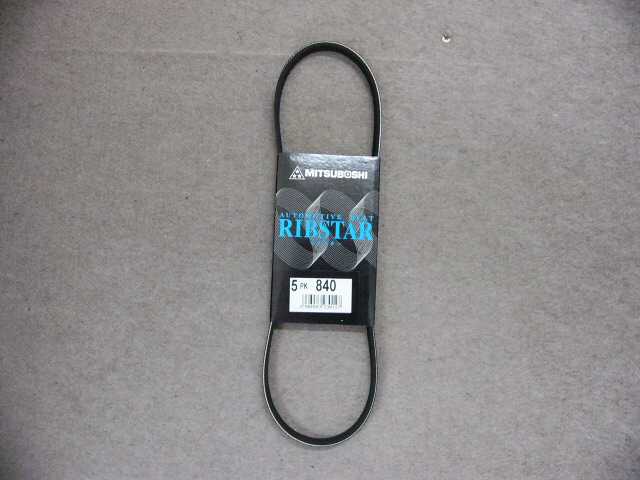 MITSUBOSHI
AUTOMOTIVE BELT
RIBSTAR
5 PK 840